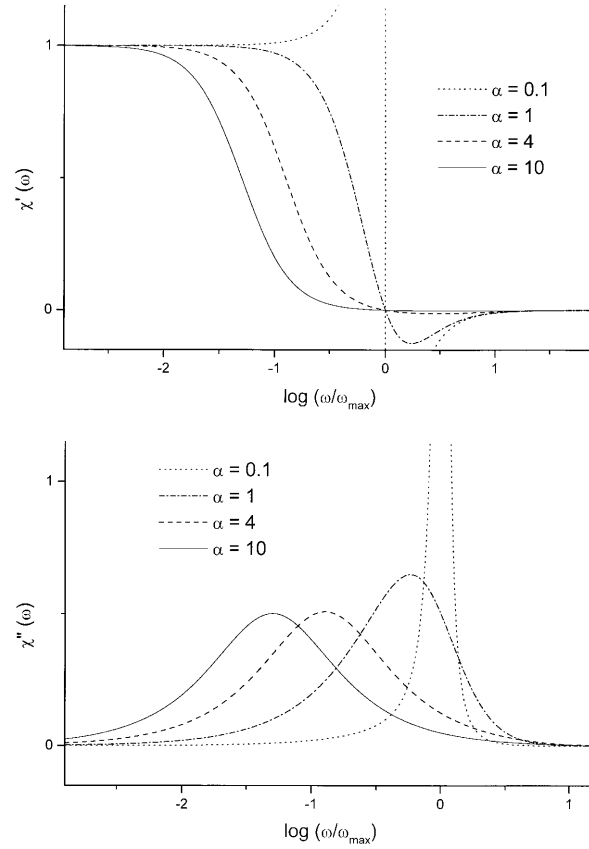 1
α = 0.1
α = 1
α = 4
α = 10
χ' (ω)
0
-2
-1
0
1
log (ω/ω_max)
α = 0.1
α = 1
α = 4
α = 10
1
χ" (ω)
0
-2
-1
0
1
log (ω/ω_max)